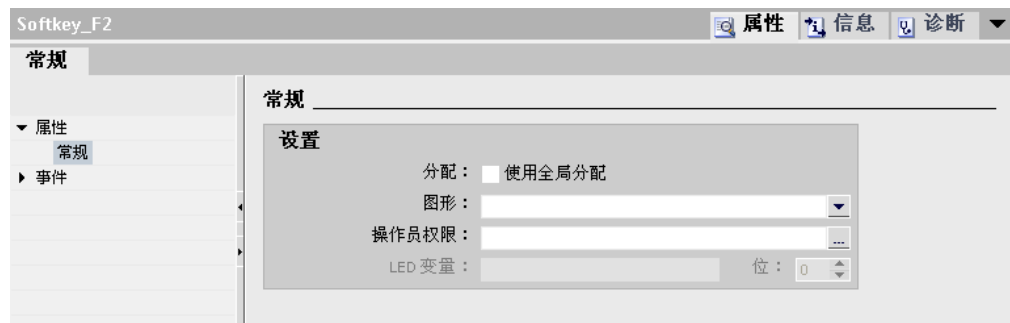 Softkey_F2 属性 信息 诊断
常规
常规
属性
常规
事件
设置
分配： 使用全局分配
图形：
操作员权限： ...
LED 变量： 位： 0